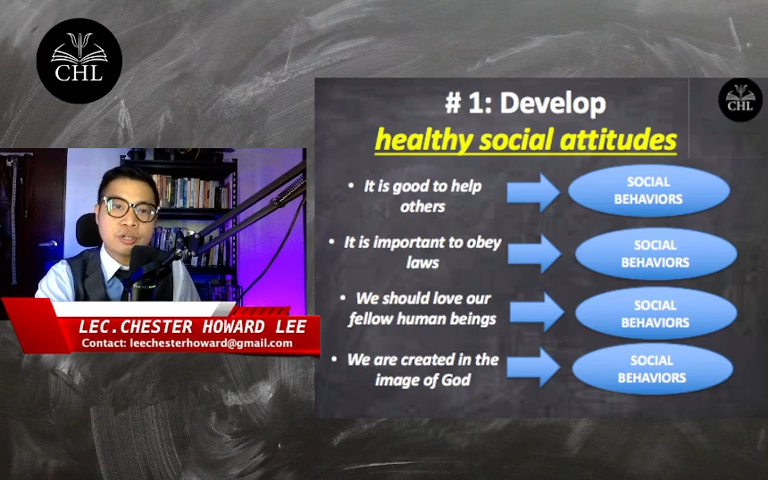 CHL
# 1: Develop
healthy social attitudes
CHL
• It is good to help
others
SOCIAL
BEHAVIORS
• It is important to obey
laws
SOCIAL
BEHAVIORS
• We should love our
fellow human beings
SOCIAL
BEHAVIORS
• We are created in the
image of God
SOCIAL
BEHAVIORS
LEC.CHESTER HOWARD LEE
Contact: leechesterhoward@gmail.com